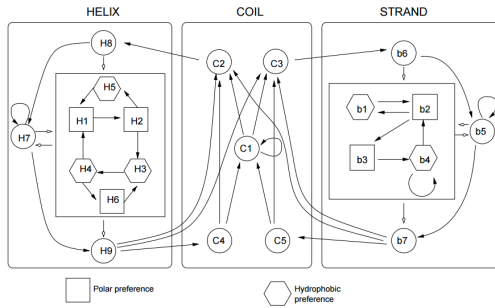 HELIX COIL STRAND
H8 C2 C3 b6
H5
H1 H2 b1 b2
H7 b5
H4 H3 C1 b3 b4
H6
H9 C4 C5 b7
Polar preference
Hydrophobic
preference